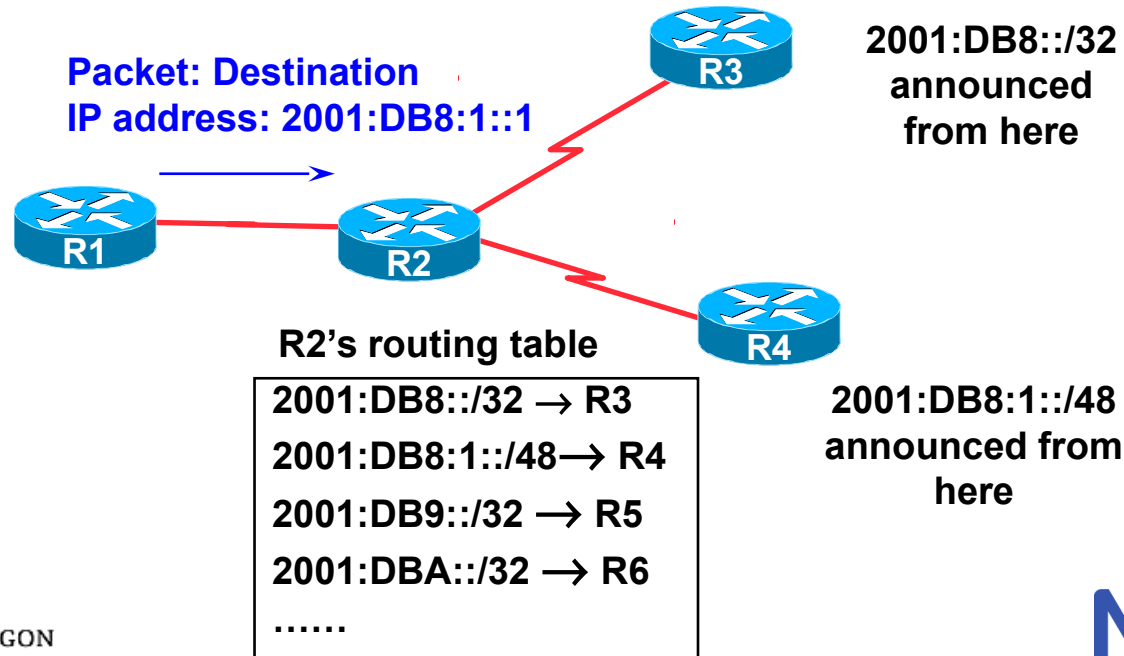 Packet: Destination
IP address: 2001:DB8:1::1
R3
2001:DB8::/32
announced
from here
R1
R2
R4
R2’s routing table
2001:DB8::/32 → R3
2001:DB8:1::/48→ R4
2001:DB9::/32 → R5
2001:DBA::/32 → R6
……
2001:DB8:1::/48
announced from
here
GON
N